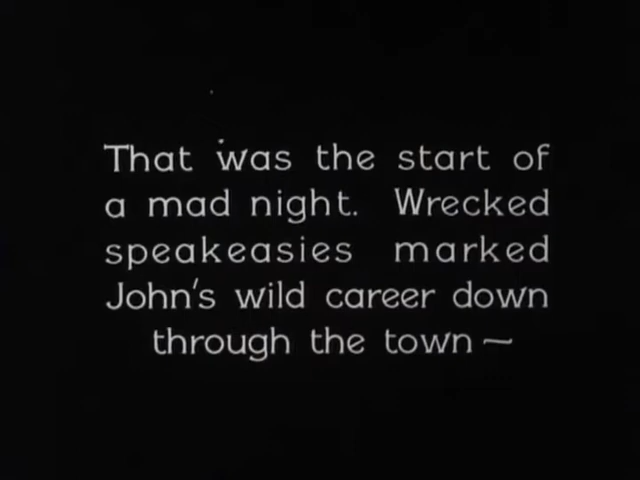 That was the start of
a mad night. Wrecked
speakeasies marked
John's wild career down
through the town —